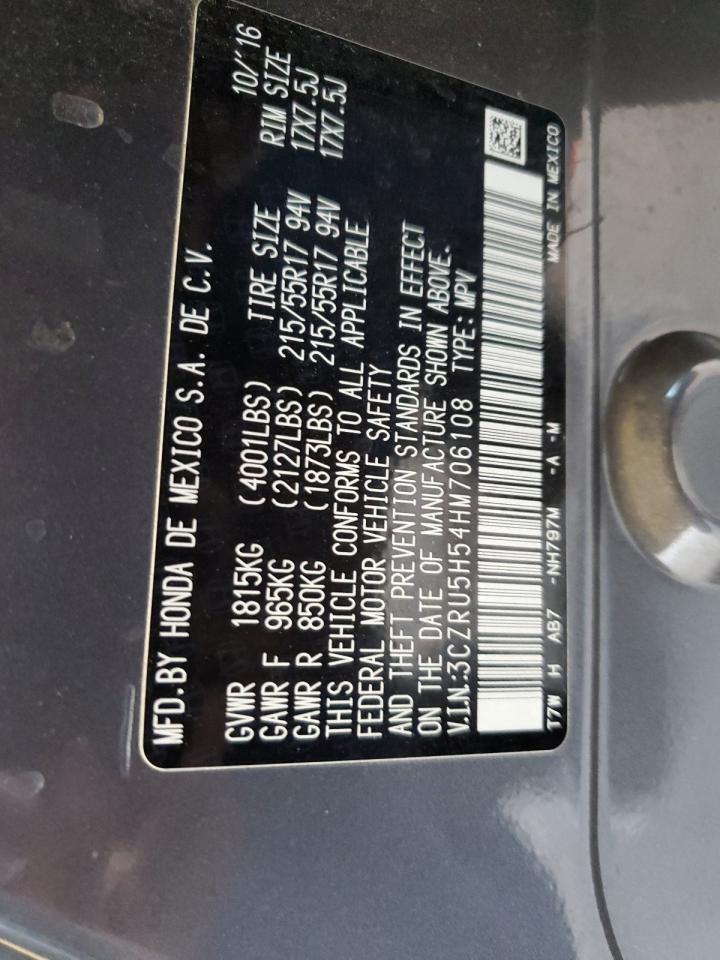 MFD.BY HONDA DE MEXICO S.A. DE C.V. 10/'16
GVWR 1815KG (4001LBS) TIRE SIZE RIM SIZE
GAWR F 965KG (2127LBS) 215/55R17 94V 17X7.5J
GAWR R 850KG (1873LBS) 215/55R17 94V 17X7.5J
THIS VEHICLE CONFORMS TO ALL APPLICABLE
FEDERAL MOTOR VEHICLE SAFETY
AND THEFT PREVENTION STANDARDS IN EFFECT
ON THE DATE OF MANUFACTURE SHOWN ABOVE.
V.I.N:3CZRU5H54HM706108 TYPE: MPV
T7W H AB7 -NH797M -A -M MADE IN MEXICO